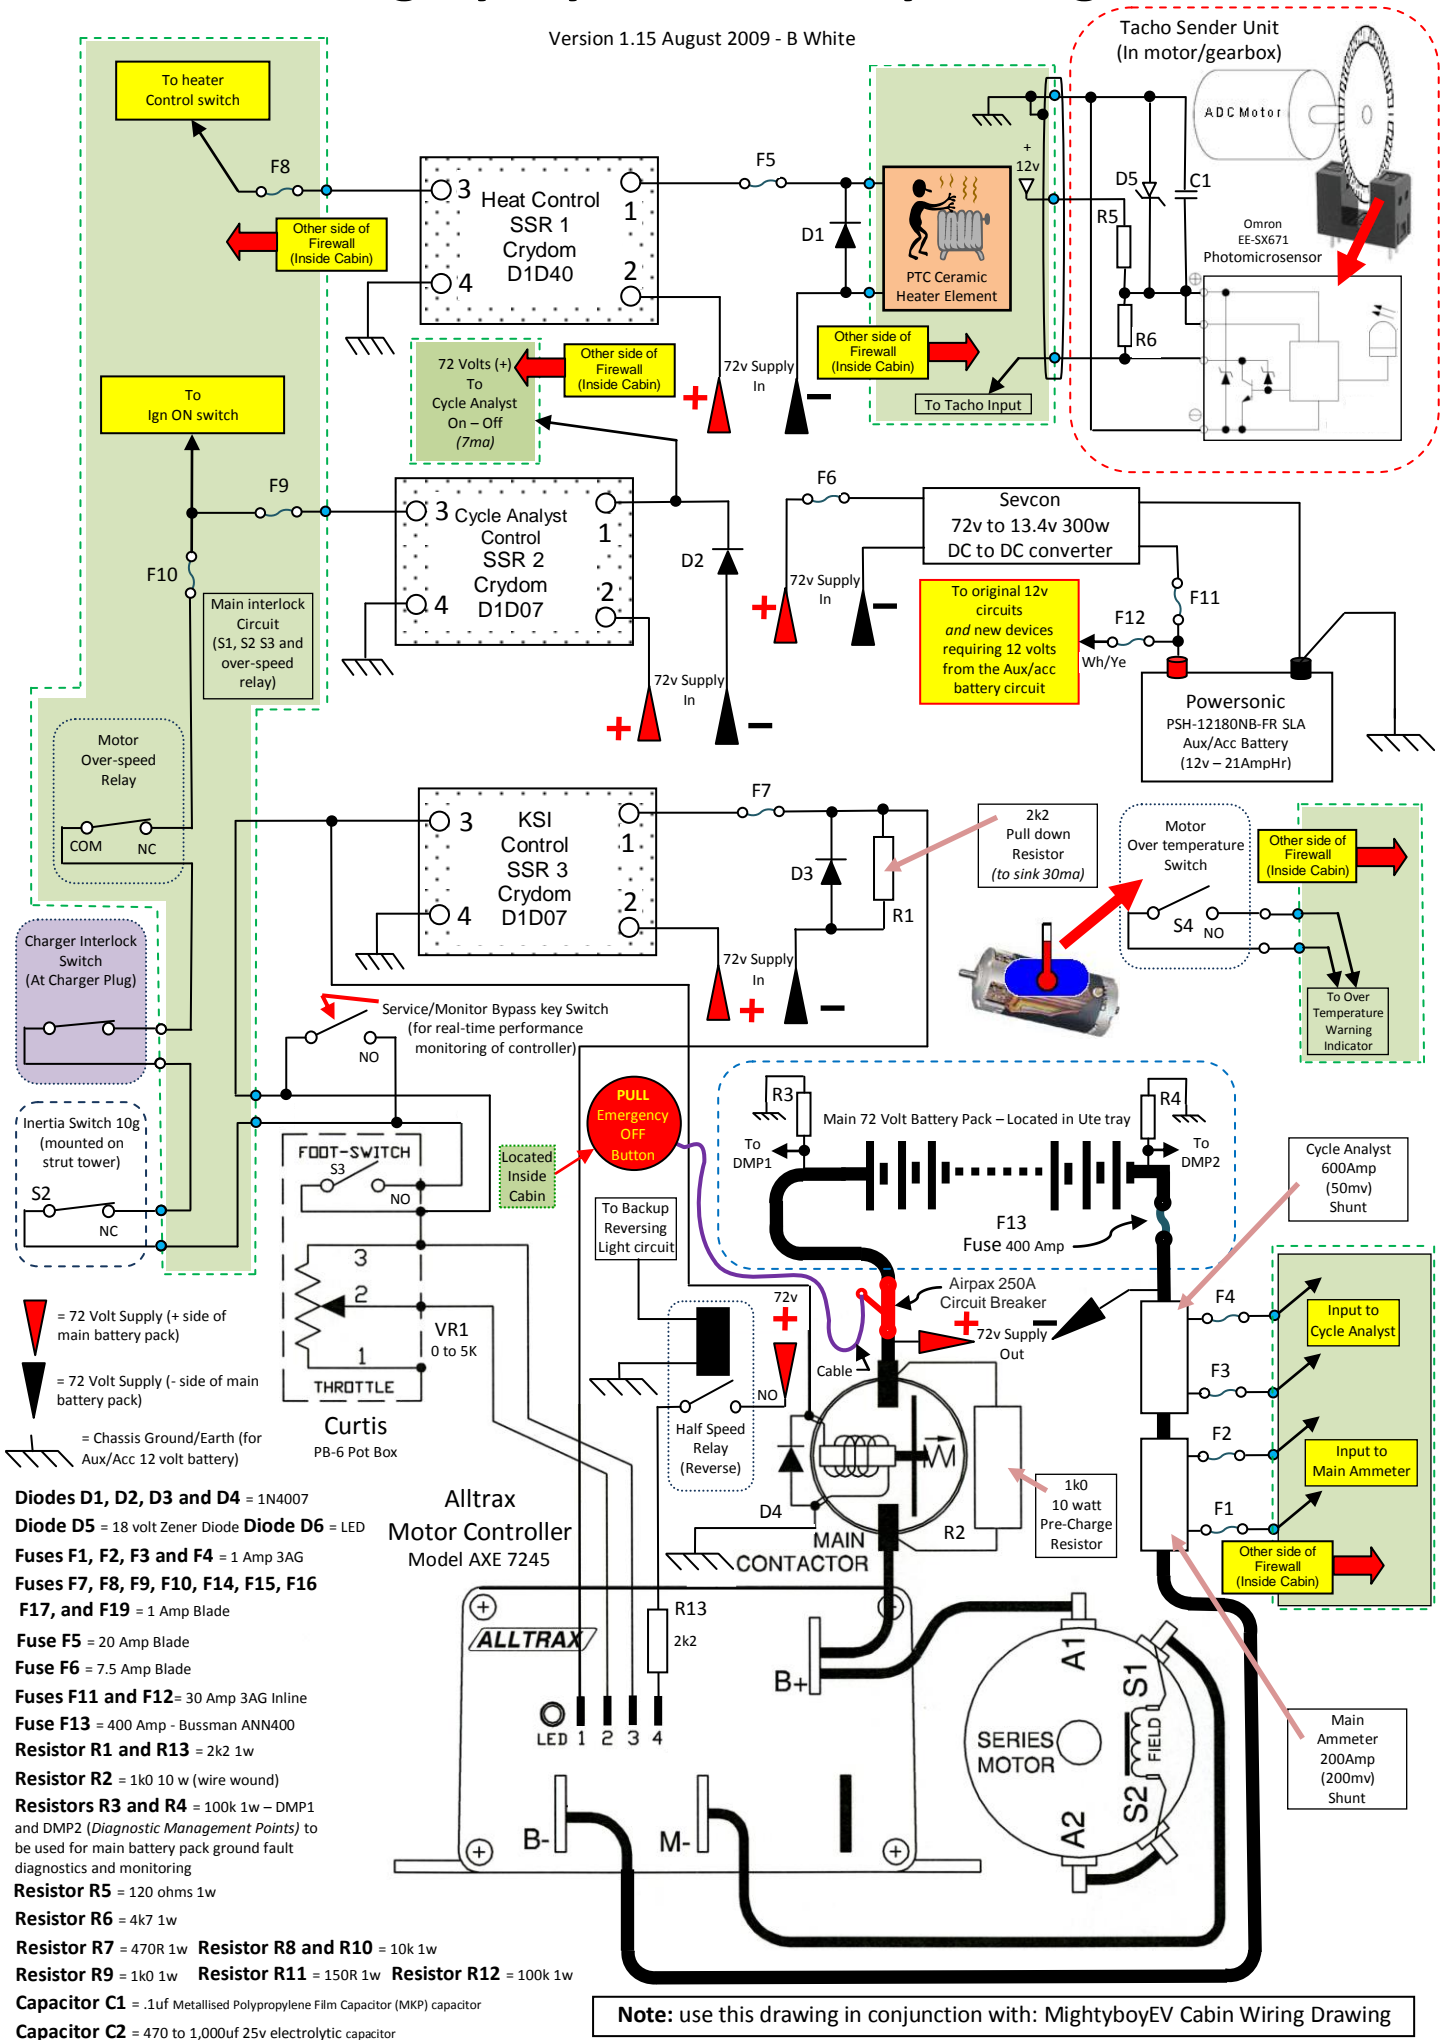 Version 1.15 August 2009 - B White
Tacho Sender Unit
(In motor/gearbox)
ADC Motor
Omron
EE-SX671
Photomicrosensor
D5
C1
R5
R6
+
12v
To heater
Control switch
F8
Other side of
Firewall
(Inside Cabin)
3
4
1
2
Heat Control
SSR 1
Crydom
D1D40
F5
D1
PTC Ceramic
Heater Element
Other side of
Firewall
(Inside Cabin)
To Tacho Input
72v Supply
In
+
−
72 Volts (+)
To
Cycle Analyst
On – Off
(7ma)
Other side of
Firewall
(Inside Cabin)
To
Ign ON switch
F9
F10
3
4
1
2
Cycle Analyst
Control
SSR 2
Crydom
D1D07
D2
72v Supply
In
+
−
F6
72v Supply
In
+
−
Sevcon
72v to 13.4v 300w
DC to DC converter
F11
F12
Wh/Ye
To original 12v
circuits
and new devices
requiring 12 volts
from the Aux/acc
battery circuit
Powersonic
PSH-12180NB-FR SLA
Aux/Acc Battery
(12v – 21AmpHr)
Main interlock
Circuit
(S1, S2 S3 and
over-speed
relay)
Motor
Over-speed
Relay
COM
NC
3
4
1
2
KSI
Control
SSR 3
Crydom
D1D07
F7
D3
R1
72v Supply
In
+
−
2k2
Pull down
Resistor
(to sink 30ma)
Motor
Over temperature
Switch
S4
NO
Other side of
Firewall
(Inside Cabin)
To Over
Temperature
Warning
Indicator
Charger Interlock
Switch
(At Charger Plug)
Service/Monitor Bypass key Switch
(for real-time performance
monitoring of controller)
NO
Inertia Switch 10g
(mounted on
strut tower)
S2
NC
FOOT-SWITCH
S3
NO
3
2
1
THROTTLE
VR1
0 to 5K
Curtis
PB-6 Pot Box
PULL
Emergency
OFF
Button
Located
Inside
Cabin
To Backup
Reversing
Light circuit
R3
R4
Main 72 Volt Battery Pack – Located in Ute tray
To
DMP1
To
DMP2
F13
Fuse 400 Amp
Airpax 250A
Circuit Breaker
72v
+
Cable
+
−
72v Supply
Out
NO
Half Speed
Relay
(Reverse)
D4
MAIN
CONTACTOR
R2
1k0
10 watt
Pre-Charge
Resistor
Cycle Analyst
600Amp
(50mv)
Shunt
F4
F3
F2
F1
Input to
Cycle Analyst
Input to
Main Ammeter
Other side of
Firewall
(Inside Cabin)
Main
Ammeter
200Amp
(200mv)
Shunt
= 72 Volt Supply (+ side of
main battery pack)
= 72 Volt Supply (- side of main
battery pack)
= Chassis Ground/Earth (for
Aux/Acc 12 volt battery)
Alltrax
Motor Controller
Model AXE 7245
ALLTRAX
R13
2k2
LED 1 2 3 4
B+
B-
M-
A1
A2
S1
S2
FIELD
SERIES
MOTOR
Diodes D1, D2, D3 and D4 = 1N4007
Diode D5 = 18 volt Zener Diode Diode D6 = LED
Fuses F1, F2, F3 and F4 = 1 Amp 3AG
Fuses F7, F8, F9, F10, F14, F15, F16
F17, and F19 = 1 Amp Blade
Fuse F5 = 20 Amp Blade
Fuse F6 = 7.5 Amp Blade
Fuses F11 and F12= 30 Amp 3AG Inline
Fuse F13 = 400 Amp - Bussman ANN400
Resistor R1 and R13 = 2k2 1w
Resistor R2 = 1k0 10 w (wire wound)
Resistors R3 and R4 = 100k 1w – DMP1
and DMP2 (Diagnostic Management Points) to
be used for main battery pack ground fault
diagnostics and monitoring
Resistor R5 = 120 ohms 1w
Resistor R6 = 4k7 1w
Resistor R7 = 470R 1w Resistor R8 and R10 = 10k 1w
Resistor R9 = 1k0 1w Resistor R11 = 150R 1w Resistor R12 = 100k 1w
Capacitor C1 = .1uf Metallised Polypropylene Film Capacitor (MKP) capacitor
Capacitor C2 = 470 to 1,000uf 25v electrolytic capacitor
Note: use this drawing in conjunction with: MightyboyEV Cabin Wiring Drawing